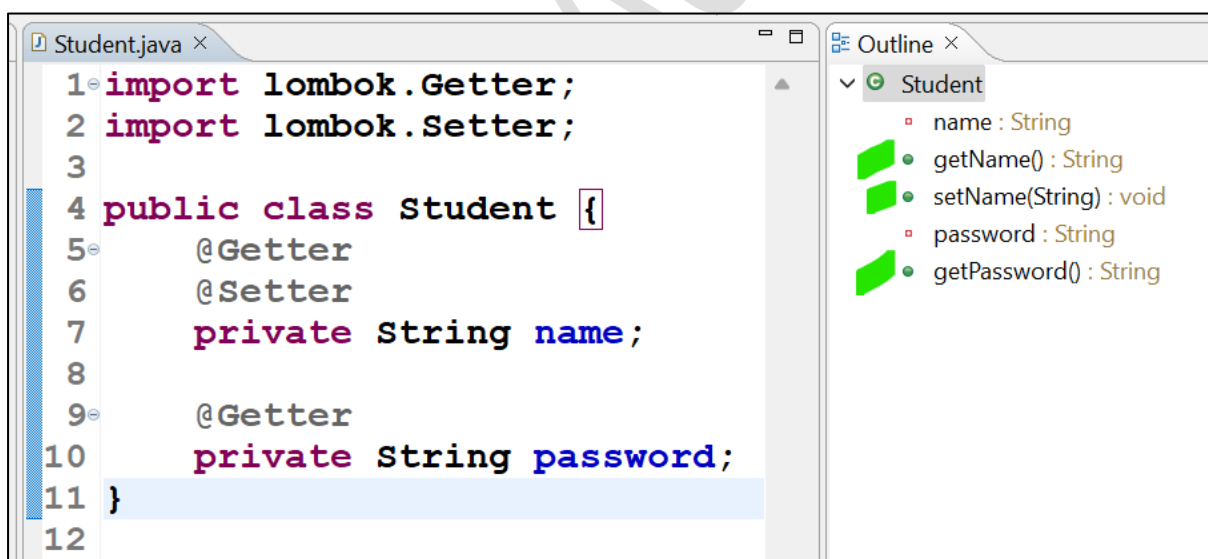 Student.java ×
1 import lombok.Getter;
2 import lombok.Setter;
3
4 public class Student {
5 @Getter
6 @Setter
7 private String name;
8
9 @Getter
10 private String password;
11 }
12
Outline ×
Student
name : String
getName() : String
setName(String) : void
password : String
getPassword() : String